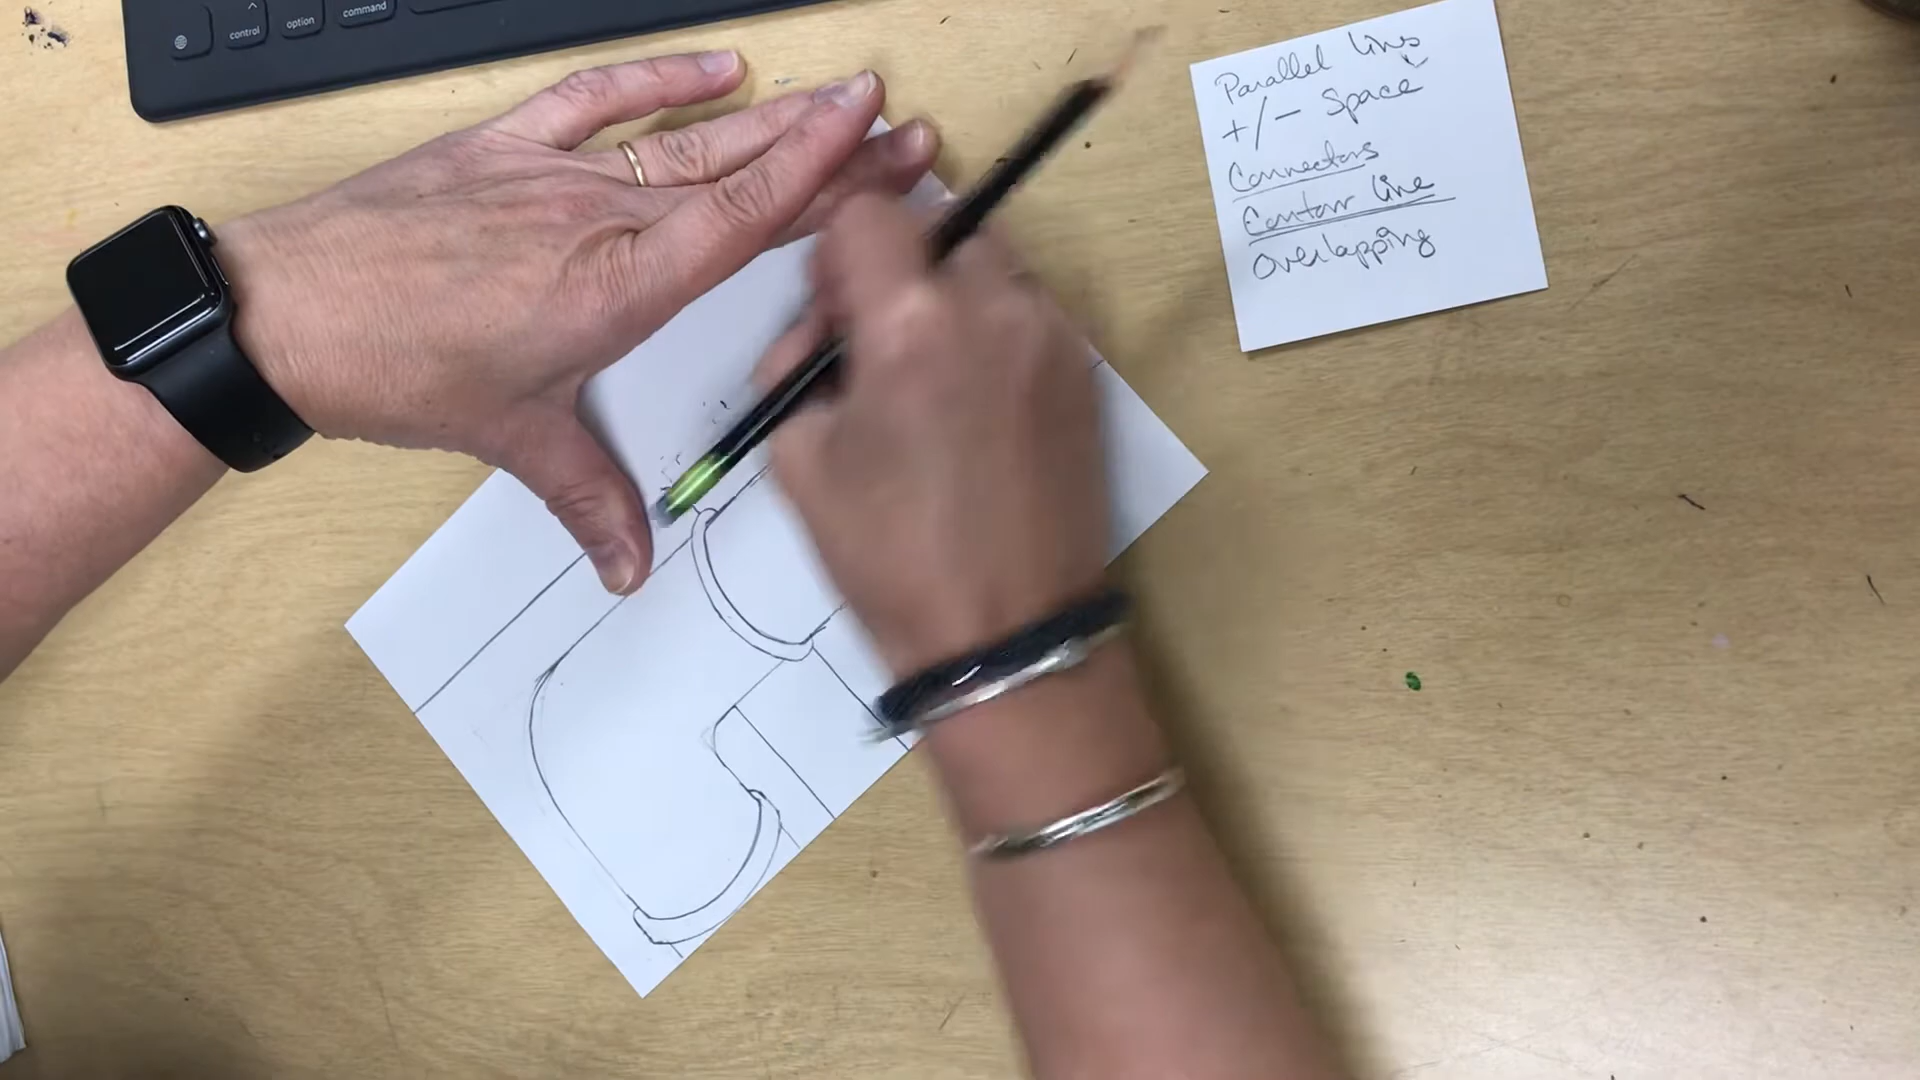 control
option
command
Parallel lines
+/- Space
Connectors
Contour line
overlapping